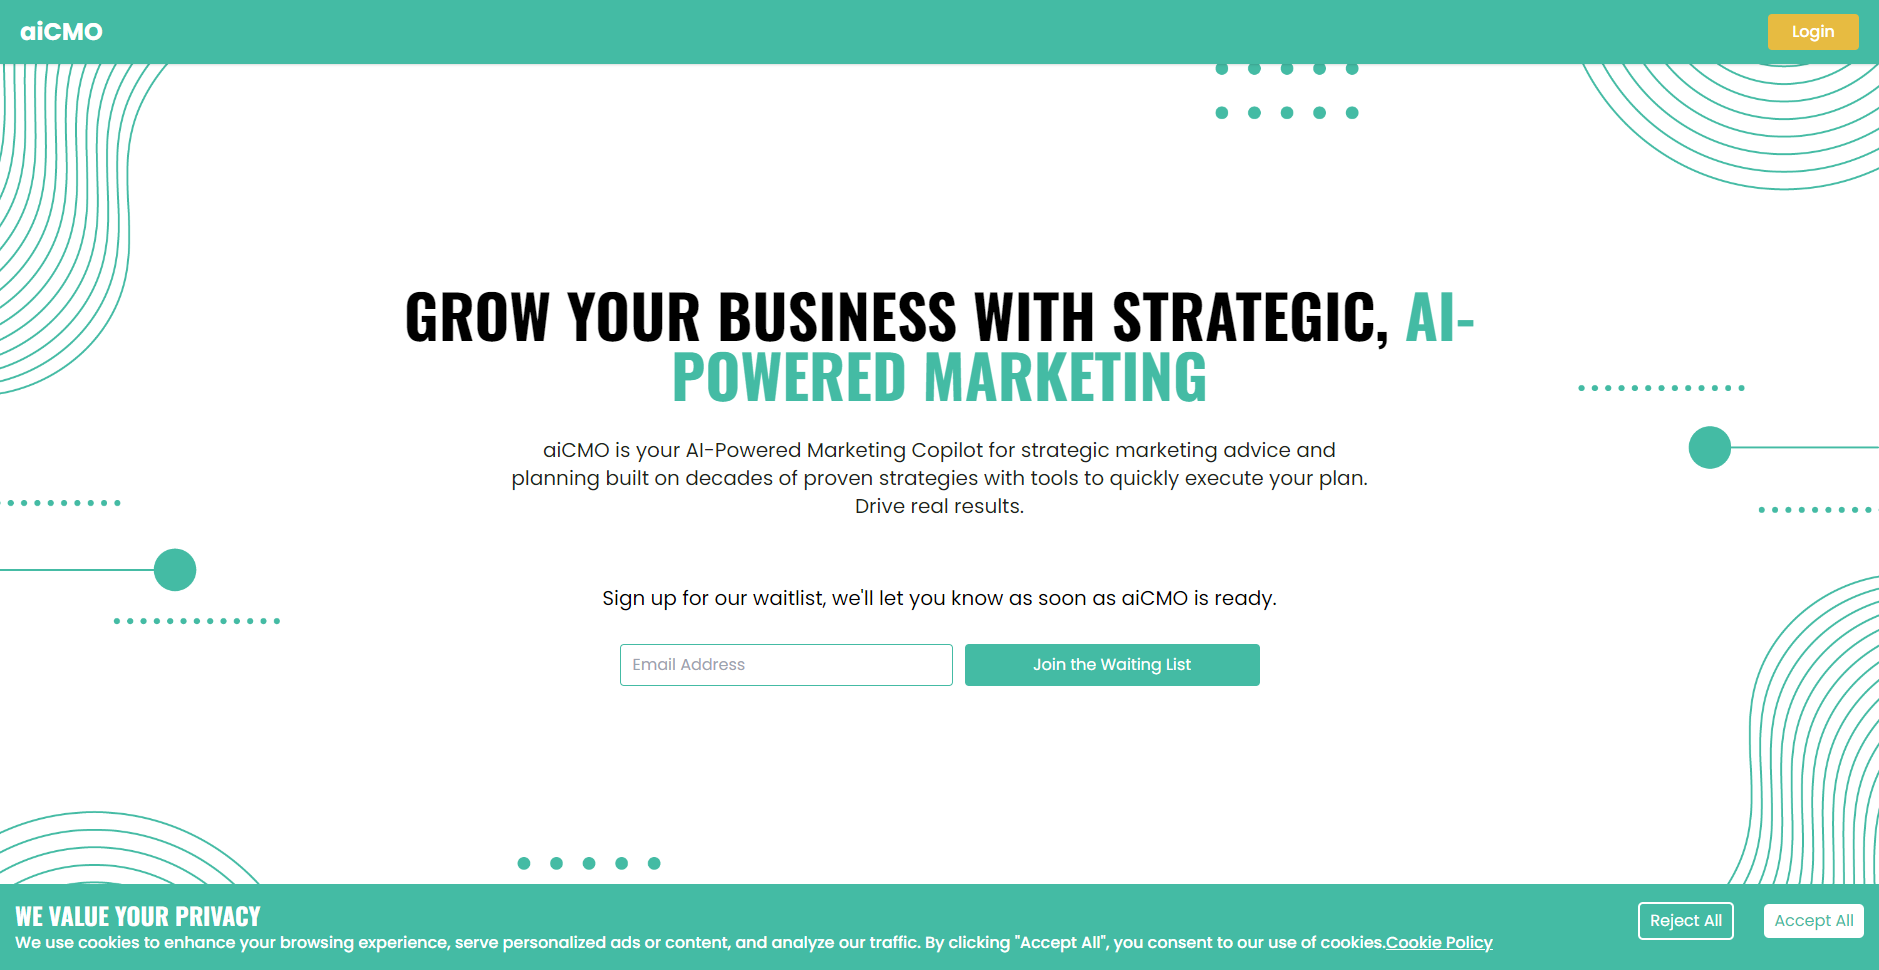 aiCMO
Login
GROW YOUR BUSINESS WITH STRATEGIC, AI-
POWERED MARKETING
aiCMO is your AI-Powered Marketing Copilot for strategic marketing advice and
planning built on decades of proven strategies with tools to quickly execute your plan.
Drive real results.
Sign up for our waitlist, we'll let you know as soon as aiCMO is ready.
Email Address
Join the Waiting List
WE VALUE YOUR PRIVACY
We use cookies to enhance your browsing experience, serve personalized ads or content, and analyze our traffic. By clicking "Accept All", you consent to our use of cookies.Cookie Policy
Reject All
Accept All